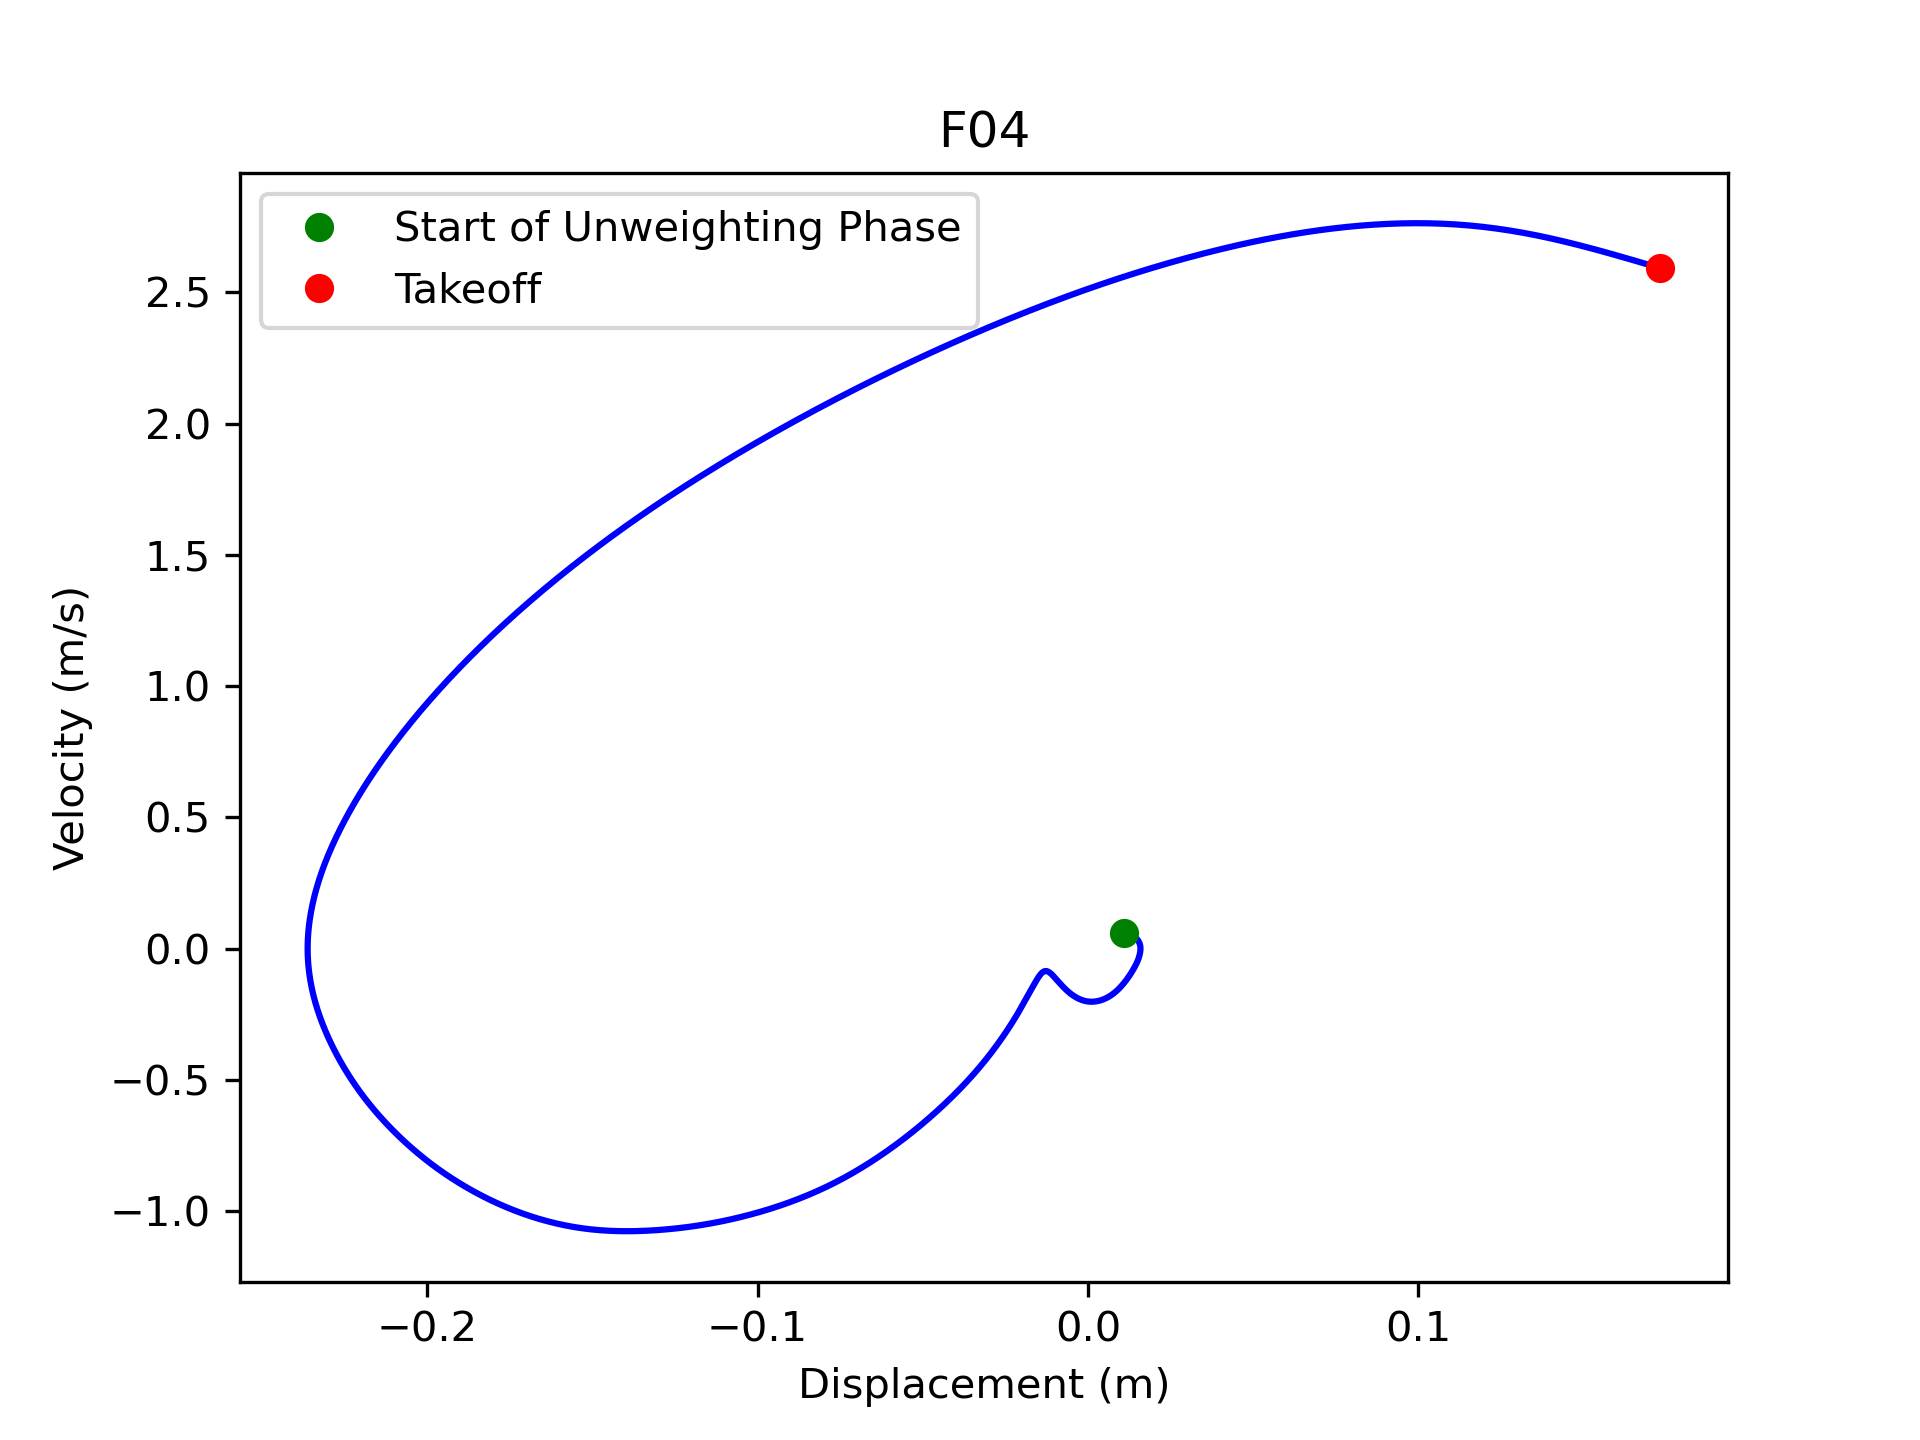 F04
Start of Unweighting Phase
Takeoff
2.5
2.0
1.5
1.0
0.5
0.0
−0.5
−1.0
Velocity (m/s)
−0.2
−0.1
0.0
0.1
Displacement (m)